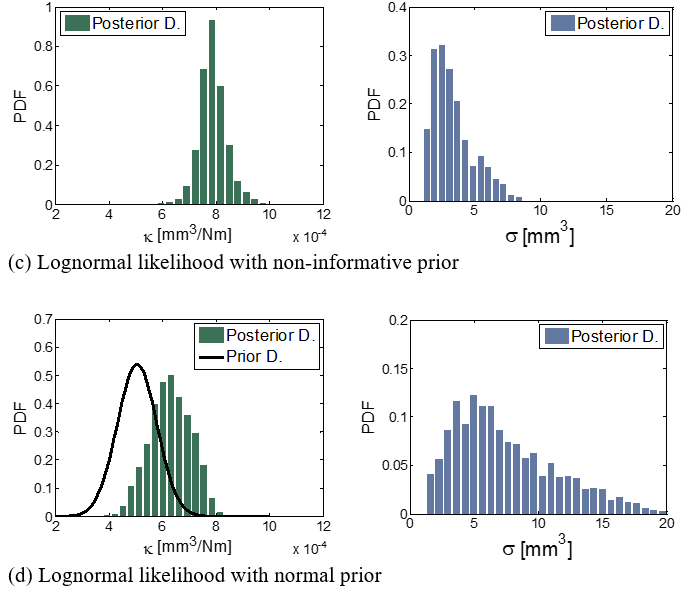 Posterior D.
PDF
1
0.8
0.6
0.4
0.2
0
2 4 6 8 10 12
κ [mm³/Nm]
x 10⁻⁴
Posterior D.
PDF
0.4
0.3
0.2
0.1
0
0 5 10 15 20
σ [mm³]
(c) Lognormal likelihood with non-informative prior
Posterior D.
Prior D.
PDF
0.7
0.6
0.5
0.4
0.3
0.2
0.1
0
2 4 6 8 10 12
κ [mm³/Nm]
x 10⁻⁴
Posterior D.
PDF
0.2
0.15
0.1
0.05
0
0 5 10 15 20
σ [mm³]
(d) Lognormal likelihood with normal prior